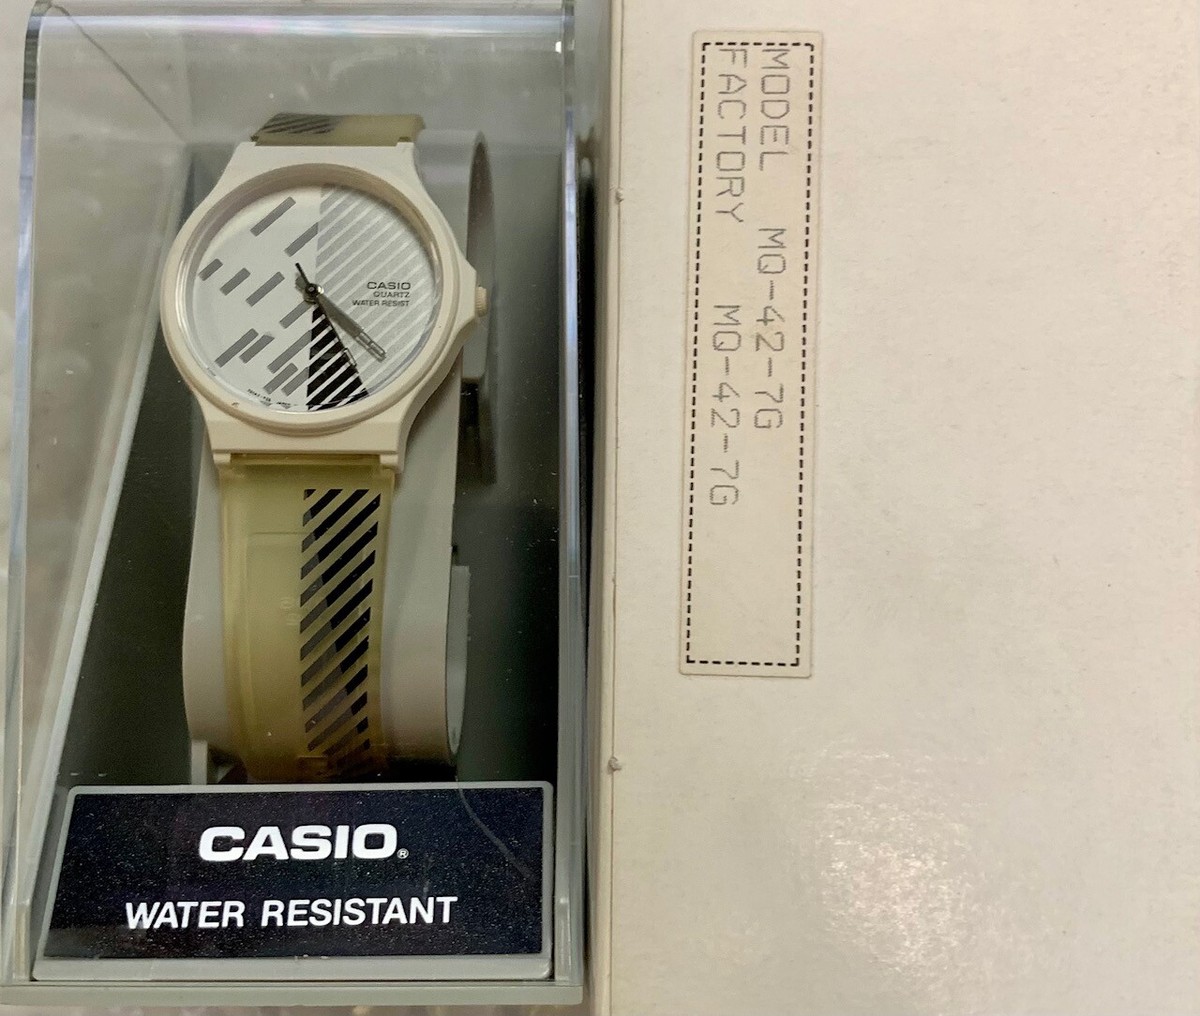 CASIO
QUARTZ
WATER RESIST
CASIO®
WATER RESISTANT
MODEL MQ-42-7G
FACTORY MQ-42-7G